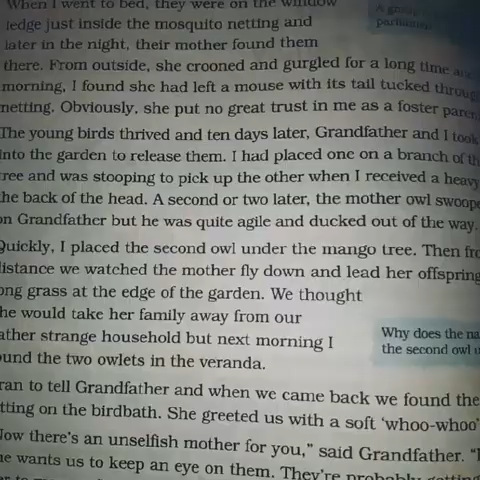 When I went to bed, they were on the window
ledge just inside the mosquito netting and
later in the night, their mother found them
there. From outside, she crooned and gurgled for a long time
morning, I found she had left a mouse with its tail tucked throug
netting. Obviously, she put no great trust in me as a foster paren
The young birds thrived and ten days later, Grandfather and I took
into the garden to release them. I had placed one on a branch of th
ree and was stooping to pick up the other when I received a heavy
he back of the head. A second or two later, the mother owl swoope
on Grandfather but he was quite agile and ducked out of the way.
Quickly, I placed the second owl under the mango tree. Then fro
distance we watched the mother fly down and lead her offspring
ong grass at the edge of the garden. We thought
he would take her family away from our
ather strange household but next morning I
ound the two owlets in the veranda.
Why does the na
the second owl u
ran to tell Grandfather and when we came back we found the
tting on the birdbath. She greeted us with a soft 'whoo-whoo'
Now there's an unselfish mother for you," said Grandfather.
he wants us to keep an eye on them. They're probably getting